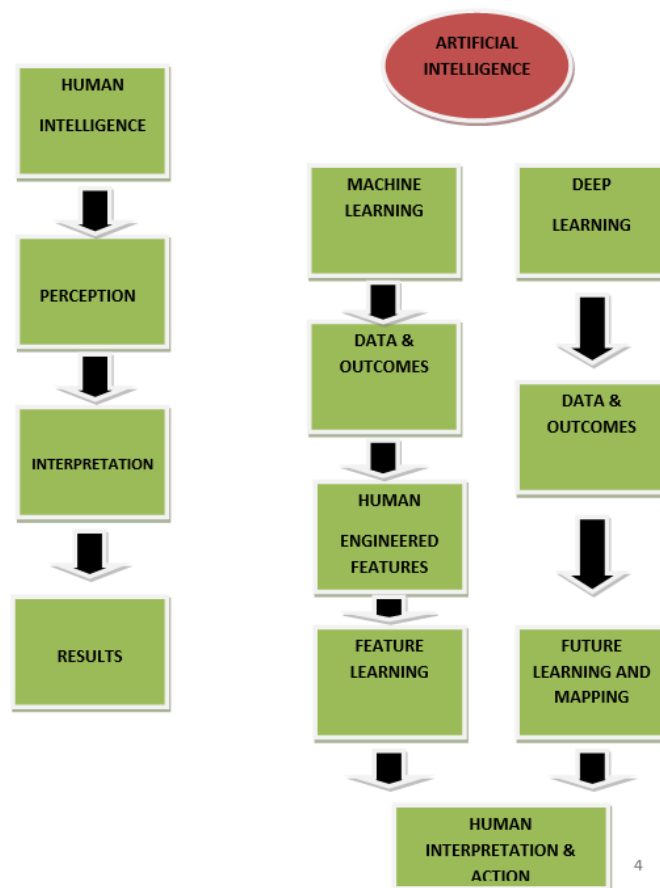 HUMAN
INTELLIGENCE
PERCEPTION
INTERPRETATION
RESULTS
ARTIFICIAL
INTELLIGENCE
MACHINE
LEARNING
DATA &
OUTCOMES
HUMAN
ENGINEERED
FEATURES
FEATURE
LEARNING
DEEP
LEARNING
DATA &
OUTCOMES
FUTURE
LEARNING AND
MAPPING
HUMAN
INTERPRETATION &
ACTION
4